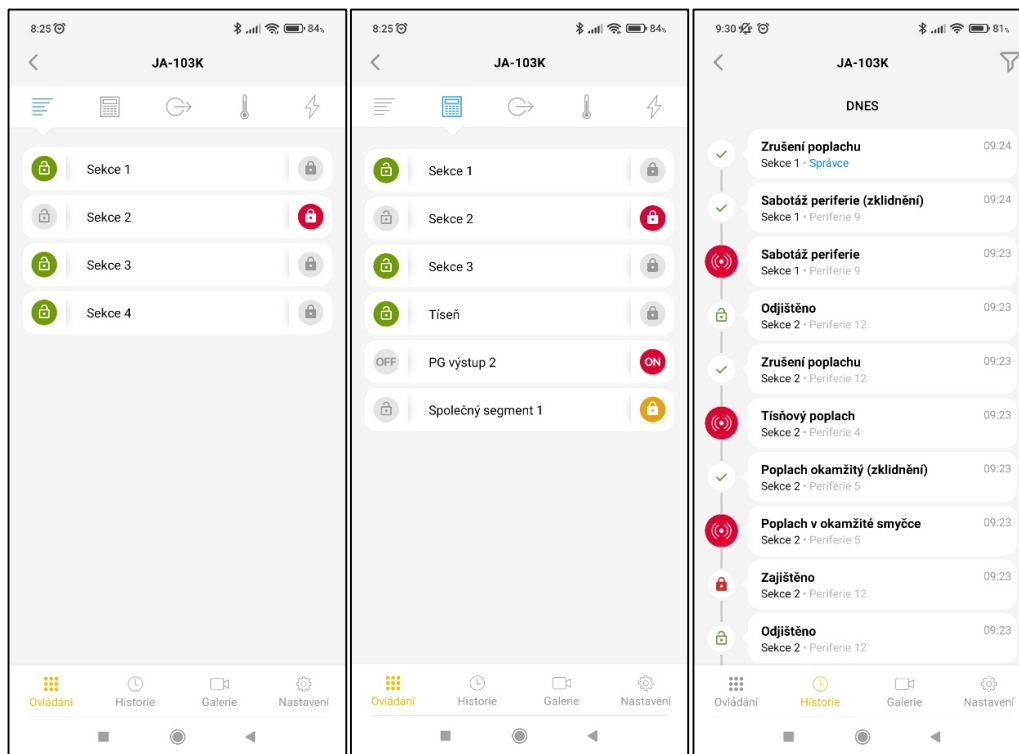 8:25
84%
JA-103K
Sekce 1
Sekce 2
Sekce 3
Sekce 4
Ovládání
Historie
Galerie
Nastavení
8:25
84%
JA-103K
Sekce 1
Sekce 2
Sekce 3
Tíseň
OFF
PG výstup 2
ON
Společný segment 1
Ovládání
Historie
Galerie
Nastavení
9:30
81%
JA-103K
DNES
Zrušení poplachu
09:24
Sekce 1 · Správce
Sabotáž periferie (zklidnění)
09:24
Sekce 1 · Periferie 9
Sabotáž periferie
09:23
Sekce 1 · Periferie 9
Odjištěno
09:23
Sekce 2 · Periferie 12
Zrušení poplachu
09:23
Sekce 2 · Periferie 12
Tísňový poplach
09:23
Sekce 2 · Periferie 4
Poplach okamžitý (zklidnění)
09:23
Sekce 2 · Periferie 5
Poplach v okamžité smyčce
09:23
Sekce 2 · Periferie 5
Zajištěno
09:23
Sekce 2 · Periferie 12
Odjištěno
09:23
Sekce 2 · Periferie 12
Ovládání
Historie
Galerie
Nastavení